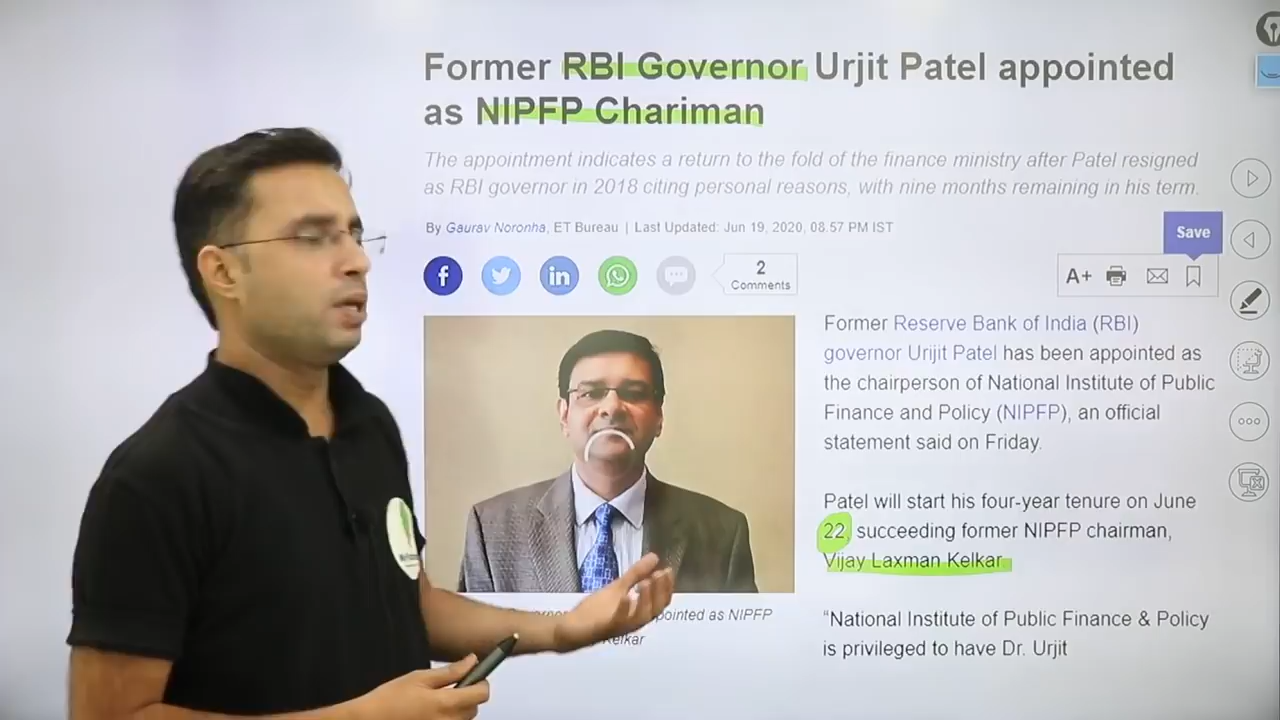 Former RBI Governor Urjit Patel appointed
as NIPFP Chariman
The appointment indicates a return to the fold of the finance ministry after Patel resigned
as RBI governor in 2018 citing personal reasons, with nine months remaining in his term.
By Gaurav Noronha, ET Bureau | Last Updated: Jun 19, 2020, 08.57 PM IST
Save
f
in
2
Comments
A+
Former Reserve Bank of India (RBI)
governor Urijit Patel has been appointed as
the chairperson of National Institute of Public
Finance and Policy (NIPFP), an official
statement said on Friday.
Patel will start his four-year tenure on June
22, succeeding former NIPFP chairman,
Vijay Laxman Kelkar
as NIPFP
Kelkar
"National Institute of Public Finance & Policy
is privileged to have Dr. Urjit